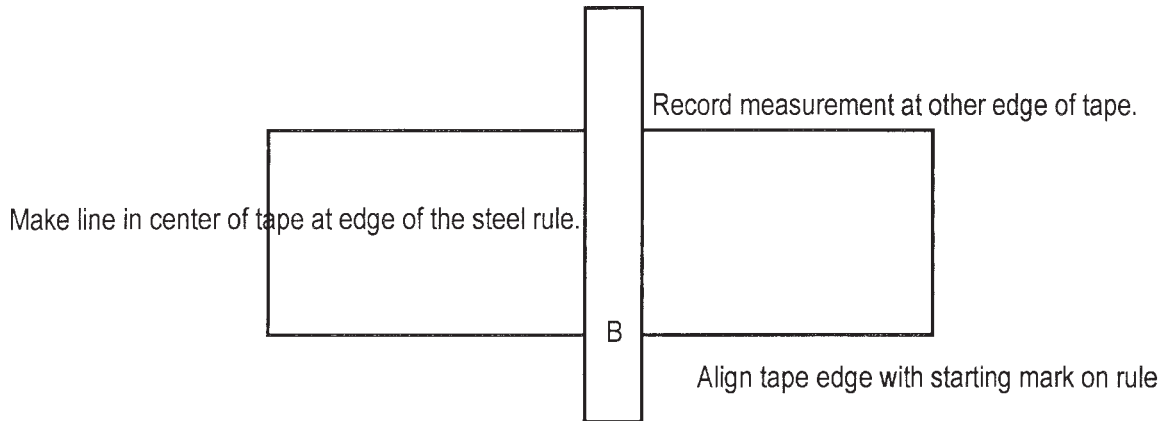 Record measurement at other edge of tape.
Make line in center of tape at edge of the steel rule.
B
Align tape edge with starting mark on rule